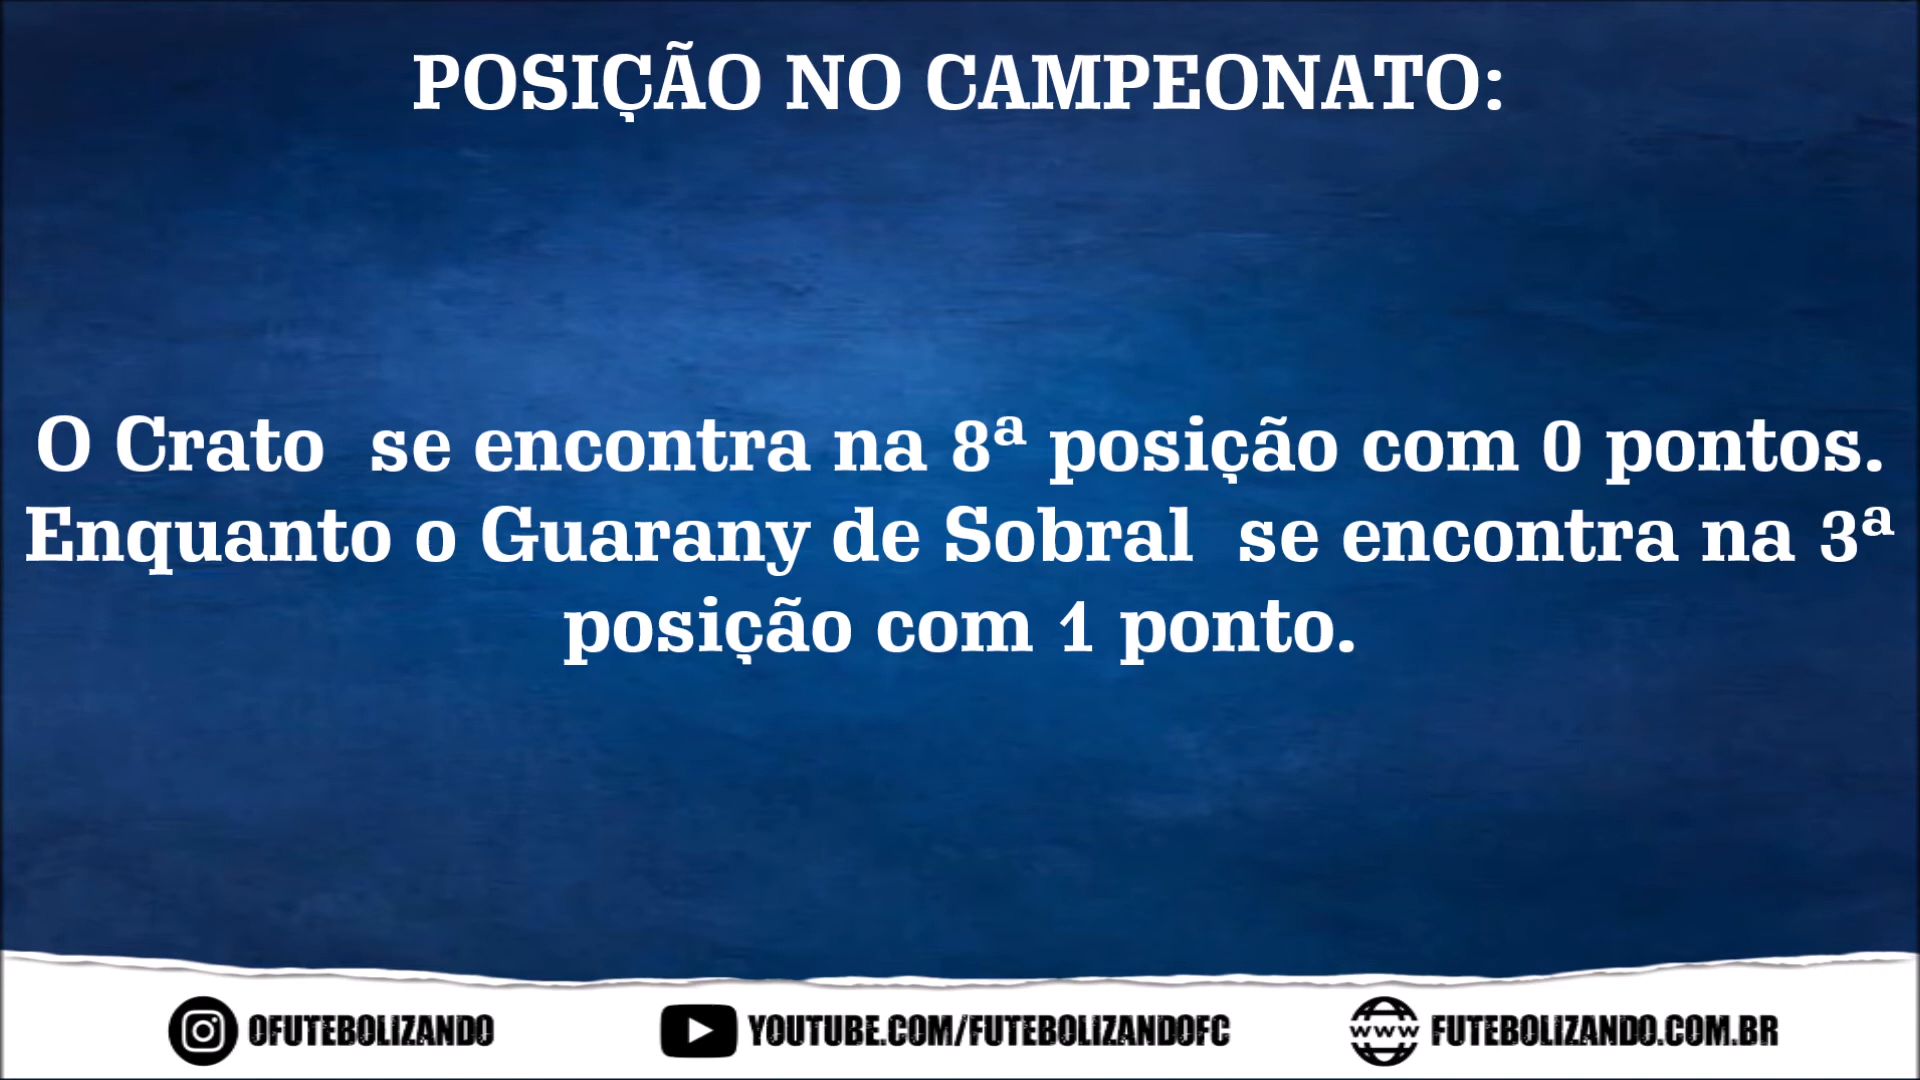 POSIÇÃO NO CAMPEONATO:
O Crato  se encontra na 8ª posição com 0 pontos.
Enquanto o Guarany de Sobral  se encontra na 3ª
posição com 1 ponto.
OFUTEBOLIZANDO
YOUTUBE.COM/FUTEBOLIZANDOFC
WWW
FUTEBOLIZANDO.COM.BR